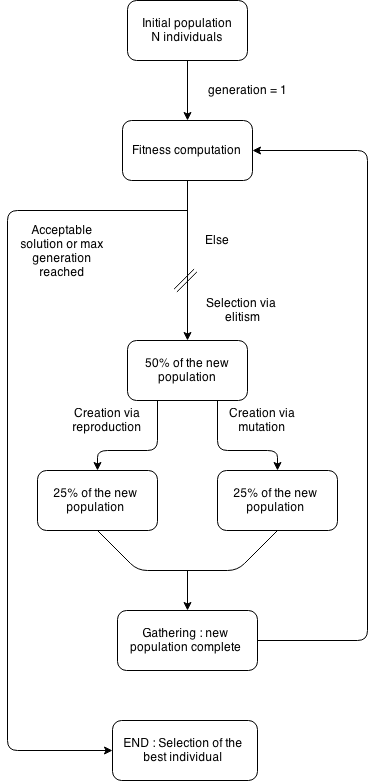 Initial population
N individuals
generation = 1
Fitness computation
Acceptable
solution or max
generation
reached
Else
Selection via
elitism
50% of the new
population
Creation via
reproduction
Creation via
mutation
25% of the new
population
25% of the new
population
Gathering : new
population complete
END : Selection of the
best individual